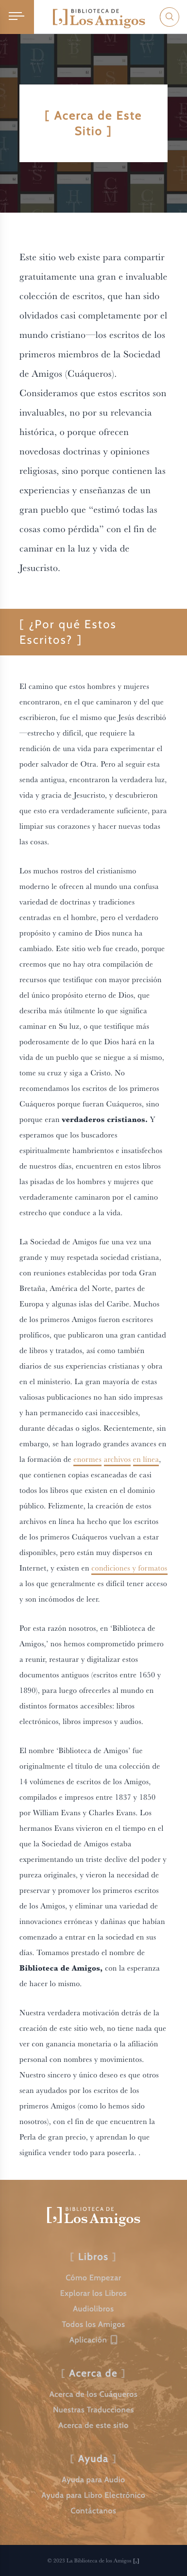 BIBLIOTECA DE
Los Amigos
[ Acerca de Este
Sitio ]
Este sitio web existe para compartir
gratuitamente una gran e invaluable
colección de escritos, que han sido
olvidados casi completamente por el
mundo cristiano—los escritos de los
primeros miembros de la Sociedad
de Amigos (Cuáqueros).
Consideramos que estos escritos son
invaluables, no por su relevancia
histórica, o porque ofrecen
novedosas doctrinas y opiniones
religiosas, sino porque contienen las
experiencias y enseñanzas de un
gran pueblo que “estimó todas las
cosas como pérdida” con el fin de
caminar en la luz y vida de
Jesucristo.
[ ¿Por qué Estos
Escritos? ]
El camino que estos hombres y mujeres
encontraron, en el que caminaron y del que
escribieron, fue el mismo que Jesús describió
—estrecho y difícil, que requiere la
rendición de una vida para experimentar el
poder salvador de Otra. Pero al seguir esta
senda antigua, encontraron la verdadera luz,
vida y gracia de Jesucristo, y descubrieron
que esto era verdaderamente suficiente, para
limpiar sus corazones y hacer nuevas todas
las cosas.
Los muchos rostros del cristianismo
moderno le ofrecen al mundo una confusa
variedad de doctrinas y tradiciones
centradas en el hombre, pero el verdadero
propósito y camino de Dios nunca ha
cambiado. Este sitio web fue creado, porque
creemos que no hay otra compilación de
recursos que testifique con mayor precisión
del único propósito eterno de Dios, que
describa más útilmente lo que significa
caminar en Su luz, o que testifique más
poderosamente de lo que Dios hará en la
vida de un pueblo que se niegue a sí mismo,
tome su cruz y siga a Cristo. No
recomendamos los escritos de los primeros
Cuáqueros porque fueran Cuáqueros, sino
porque eran verdaderos cristianos. Y
esperamos que los buscadores
espiritualmente hambrientos e insatisfechos
de nuestros días, encuentren en estos libros
las pisadas de los hombres y mujeres que
verdaderamente caminaron por el camino
estrecho que conduce a la vida.
La Sociedad de Amigos fue una vez una
grande y muy respetada sociedad cristiana,
con reuniones establecidas por toda Gran
Bretaña, América del Norte, partes de
Europa y algunas islas del Caribe. Muchos
de los primeros Amigos fueron escritores
prolíficos, que publicaron una gran cantidad
de libros y tratados, así como también
diarios de sus experiencias cristianas y obra
en el ministerio. La gran mayoría de estas
valiosas publicaciones no han sido impresas
y han permanecido casi inaccesibles,
durante décadas o siglos. Recientemente, sin
embargo, se han logrado grandes avances en
la formación de enormes archivos en línea,
que contienen copias escaneadas de casi
todos los libros que existen en el dominio
público. Felizmente, la creación de estos
archivos en línea ha hecho que los escritos
de los primeros Cuáqueros vuelvan a estar
disponibles, pero están muy dispersos en
Internet, y existen en condiciones y formatos
a los que generalmente es difícil tener acceso
y son incómodos de leer.
Por esta razón nosotros, en ‘Biblioteca de
Amigos,’ nos hemos comprometido primero
a reunir, restaurar y digitalizar estos
documentos antiguos (escritos entre 1650 y
1890), para luego ofrecerles al mundo en
distintos formatos accesibles: libros
electrónicos, libros impresos y audios.
El nombre ‘Biblioteca de Amigos’ fue
originalmente el título de una colección de
14 volúmenes de escritos de los Amigos,
compilados e impresos entre 1837 y 1850
por William Evans y Charles Evans. Los
hermanos Evans vivieron en el tiempo en el
que la Sociedad de Amigos estaba
experimentando un triste declive del poder y
pureza originales, y vieron la necesidad de
preservar y promover los primeros escritos
de los Amigos, y eliminar una variedad de
innovaciones erróneas y dañinas que habían
comenzado a entrar en la sociedad en sus
días. Tomamos prestado el nombre de
Biblioteca de Amigos, con la esperanza
de hacer lo mismo.
Nuestra verdadera motivación detrás de la
creación de este sitio web, no tiene nada que
ver con ganancia monetaria o la afiliación
personal con nombres y movimientos.
Nuestro sincero y único deseo es que otros
sean ayudados por los escritos de los
primeros Amigos (como lo hemos sido
nosotros), con el fin de que encuentren la
Perla de gran precio, y aprendan lo que
significa vender todo para poseerla. .
BIBLIOTECA DE
Los Amigos
[ Libros ]
Cómo Empezar
Explorar los Libros
Audiolibros
Todos los Amigos
Aplicación
[ Acerca de ]
Acerca de los Cuáqueros
Nuestras Traducciones
Acerca de este sitio
[ Ayuda ]
Ayuda para Audio
Ayuda para Libro Electrónico
Contáctanos
© 2023 La Biblioteca de los Amigos [.]